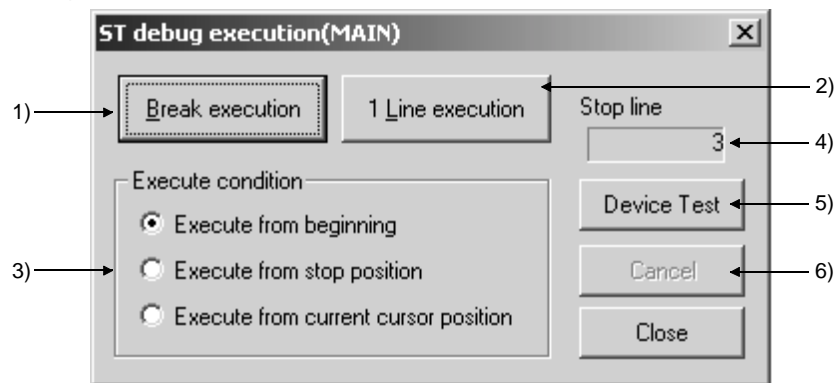 ST debug execution(MAIN)
1)
Break execution
1 Line execution
2)
Stop line
3
4)
Execute condition
Device Test
5)
Execute from beginning
3)
Execute from stop position
Cancel
6)
Execute from current cursor position
Close